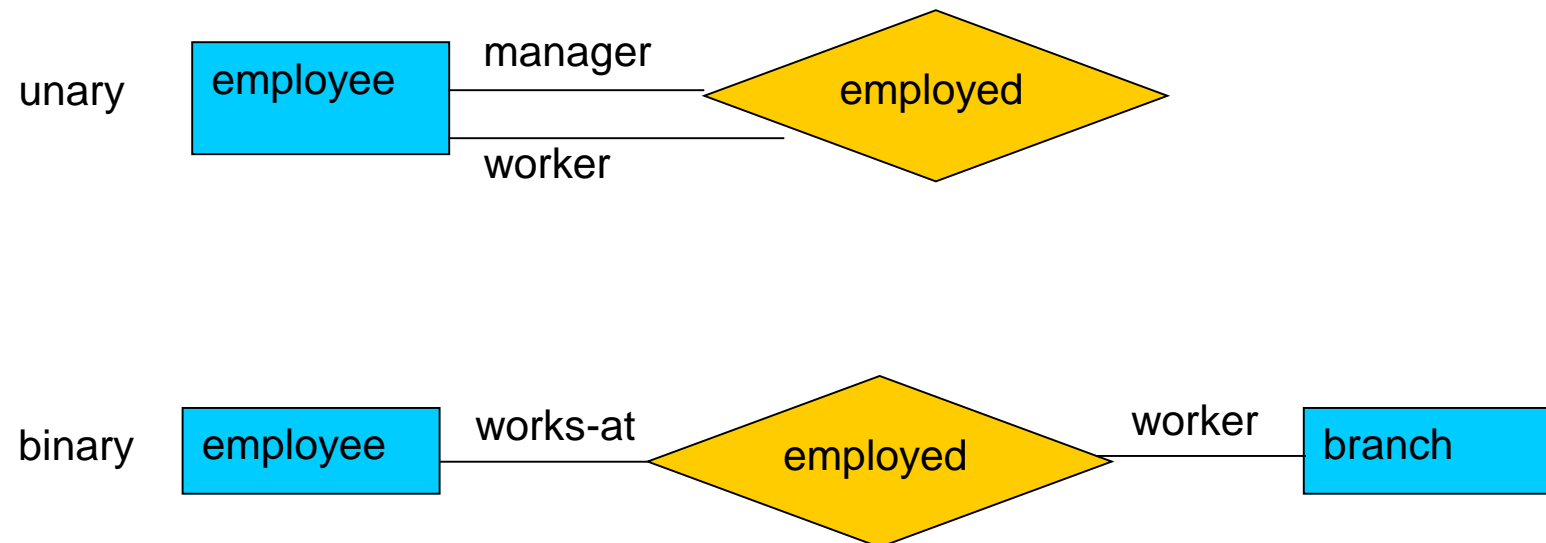 unary
employee
manager
worker
employed
binary
employee
works-at
employed
worker
branch